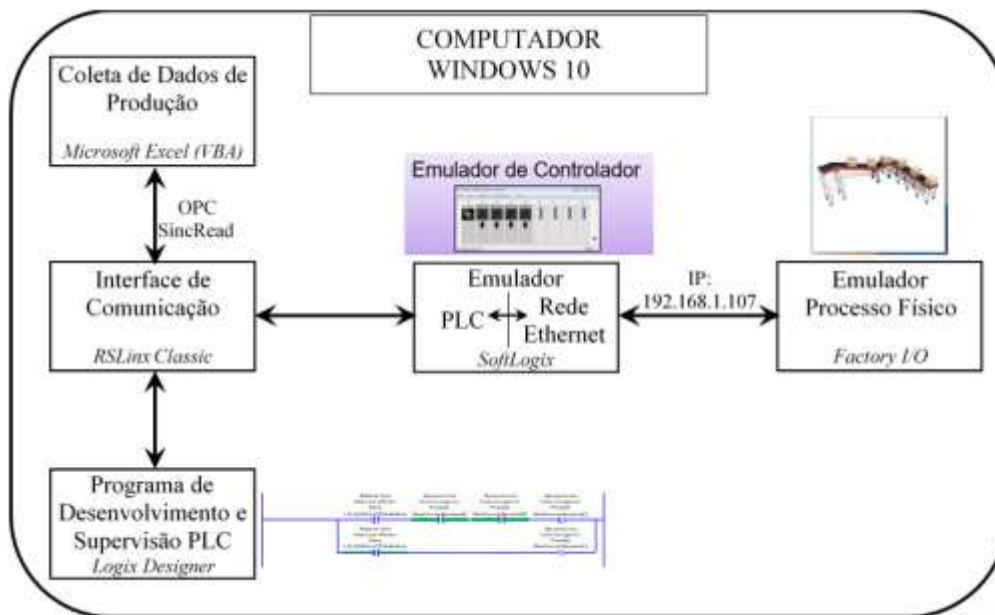 COMPUTADOR
WINDOWS 10
Coleta de Dados de
Produção
Microsoft Excel (VBA)
OPC
SincRead
Emulador de Controlador
Interface de
Comunicação
RSLinx Classic
Emulador
PLC
Rede
Ethernet
SoftLogix
IP:
192.168.1.107
Emulador
Processo Físico
Factory I/O
Programa de
Desenvolvimento e
Supervisão PLC
Logix Designer